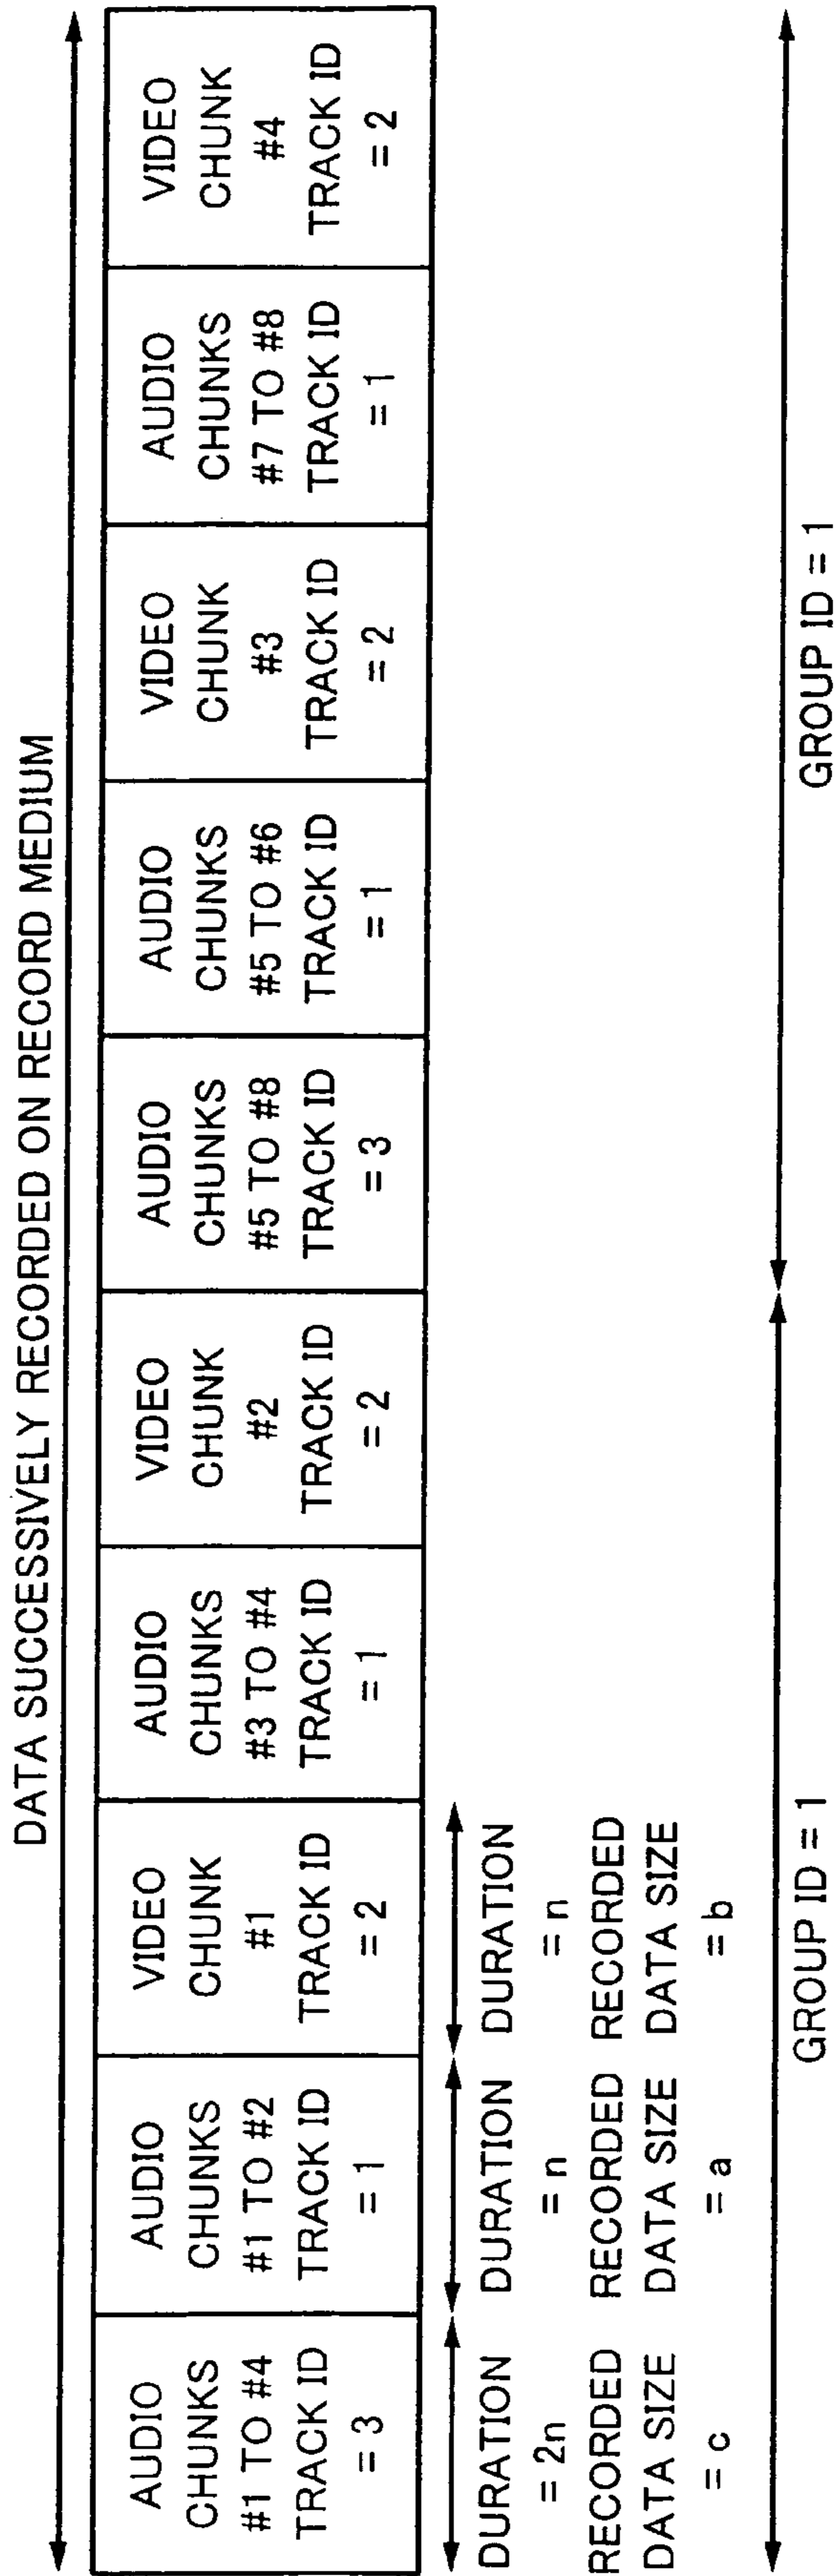 DATA SUCCESSIVELY RECORDED ON RECORD MEDIUM
AUDIO
CHUNKS
#1 TO #4
TRACK ID
= 3
AUDIO
CHUNKS
#1 TO #2
TRACK ID
= 1
VIDEO
CHUNK
#1
TRACK ID
= 2
AUDIO
CHUNKS
#3 TO #4
TRACK ID
= 1
VIDEO
CHUNK
#2
TRACK ID
= 2
AUDIO
CHUNKS
#5 TO #8
TRACK ID
= 3
AUDIO
CHUNKS
#5 TO #6
TRACK ID
= 1
VIDEO
CHUNK
#3
TRACK ID
= 2
AUDIO
CHUNKS
#7 TO #8
TRACK ID
= 1
VIDEO
CHUNK
#4
TRACK ID
= 2
DURATION
= 2n
RECORDED
DATA SIZE
= c
DURATION
= n
RECORDED
DATA SIZE
= a
DURATION
= n
RECORDED
DATA SIZE
= b
GROUP ID = 1
GROUP ID = 1